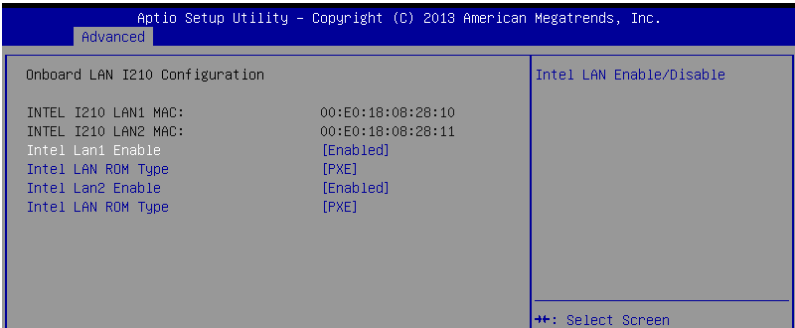 Aptio Setup Utility – Copyright (C) 2013 American Megatrends, Inc.
Advanced
Onboard LAN I210 Configuration
INTEL I210 LAN1 MAC: 00:E0:18:08:28:10
INTEL I210 LAN2 MAC: 00:E0:18:08:28:11
Intel Lan1 Enable [Enabled]
Intel LAN ROM Type [PXE]
Intel Lan2 Enable [Enabled]
Intel LAN ROM Type [PXE]
Intel LAN Enable/Disable
→←: Select Screen